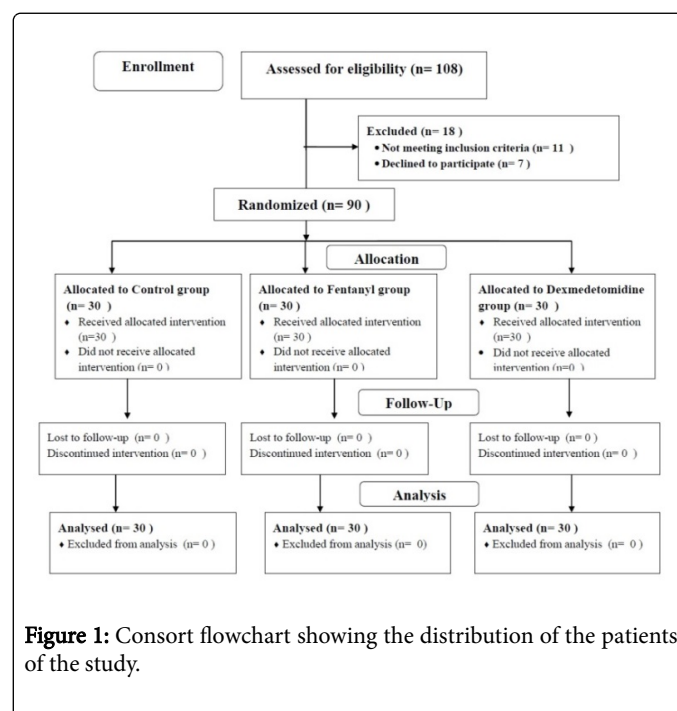 Enrollment
Assessed for eligibility (n= 108)
Excluded (n= 18 )
• Not meeting inclusion criteria (n= 11 )
• Declined to participate (n= 7 )
Randomized (n= 90 )
Allocation
Allocated to Control group
(n= 30 )
♦ Received allocated intervention
(n=30 )
♦ Did not receive allocated
intervention (n= 0 )
Allocated to Fentanyl group
(n= 30 )
♦ Received allocated intervention
(n= 30 )
♦ Did not receive allocated
intervention (n= 0 )
Allocated to Dexmedetomidine
group (n= 30 )
♦ Received allocated intervention
(n=30 )
• Did not receive allocated
intervention (n=0 )
Follow-Up
Lost to follow-up (n= 0 )
Discontinued intervention (n= 0 )
Lost to follow-up (n= 0 )
Discontinued intervention (n= 0 )
Lost to follow-up (n= 0 )
Discontinued intervention (n= 0 )
Analysis
Analysed (n= 30 )
♦ Excluded from analysis (n= 0 )
Analysed (n= 30 )
♦ Excluded from analysis (n= 0)
Analysed (n= 30 )
♦ Excluded from analysis (n= 0 )
Figure 1: Consort flowchart showing the distribution of the patients
of the study.